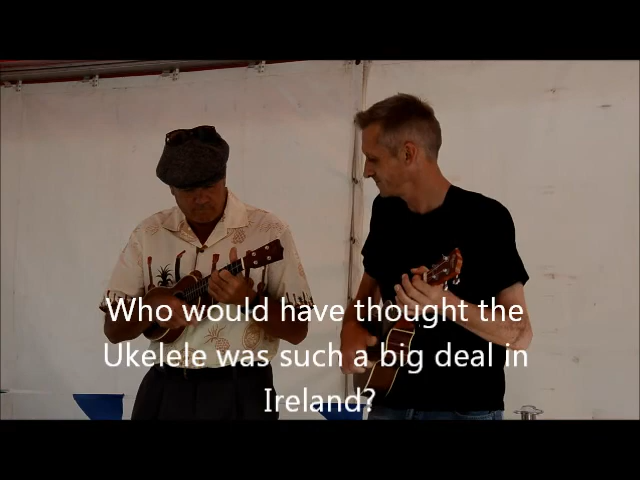 Who would have thought the
Ukelele was such a big deal in
Ireland?